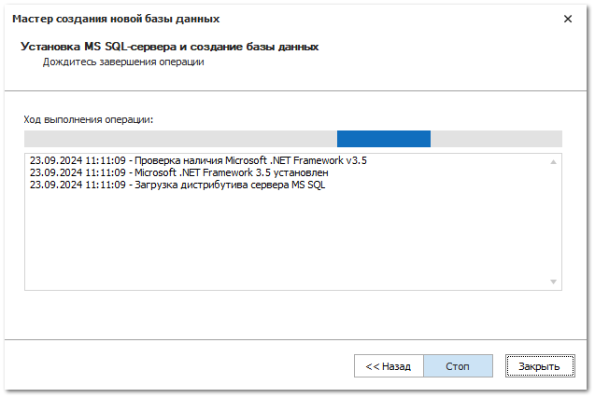 Мастер создания новой базы данных
Установка MS SQL-сервера и создание базы данных
Дождитесь завершения операции
Ход выполнения операции:
23.09.2024 11:11:09 - Проверка наличия Microsoft .NET Framework v3.5
23.09.2024 11:11:09 - Microsoft .NET Framework 3.5 установлен
23.09.2024 11:11:09 - Загрузка дистрибутива сервера MS SQL
<< Назад
Стоп
Закрыть